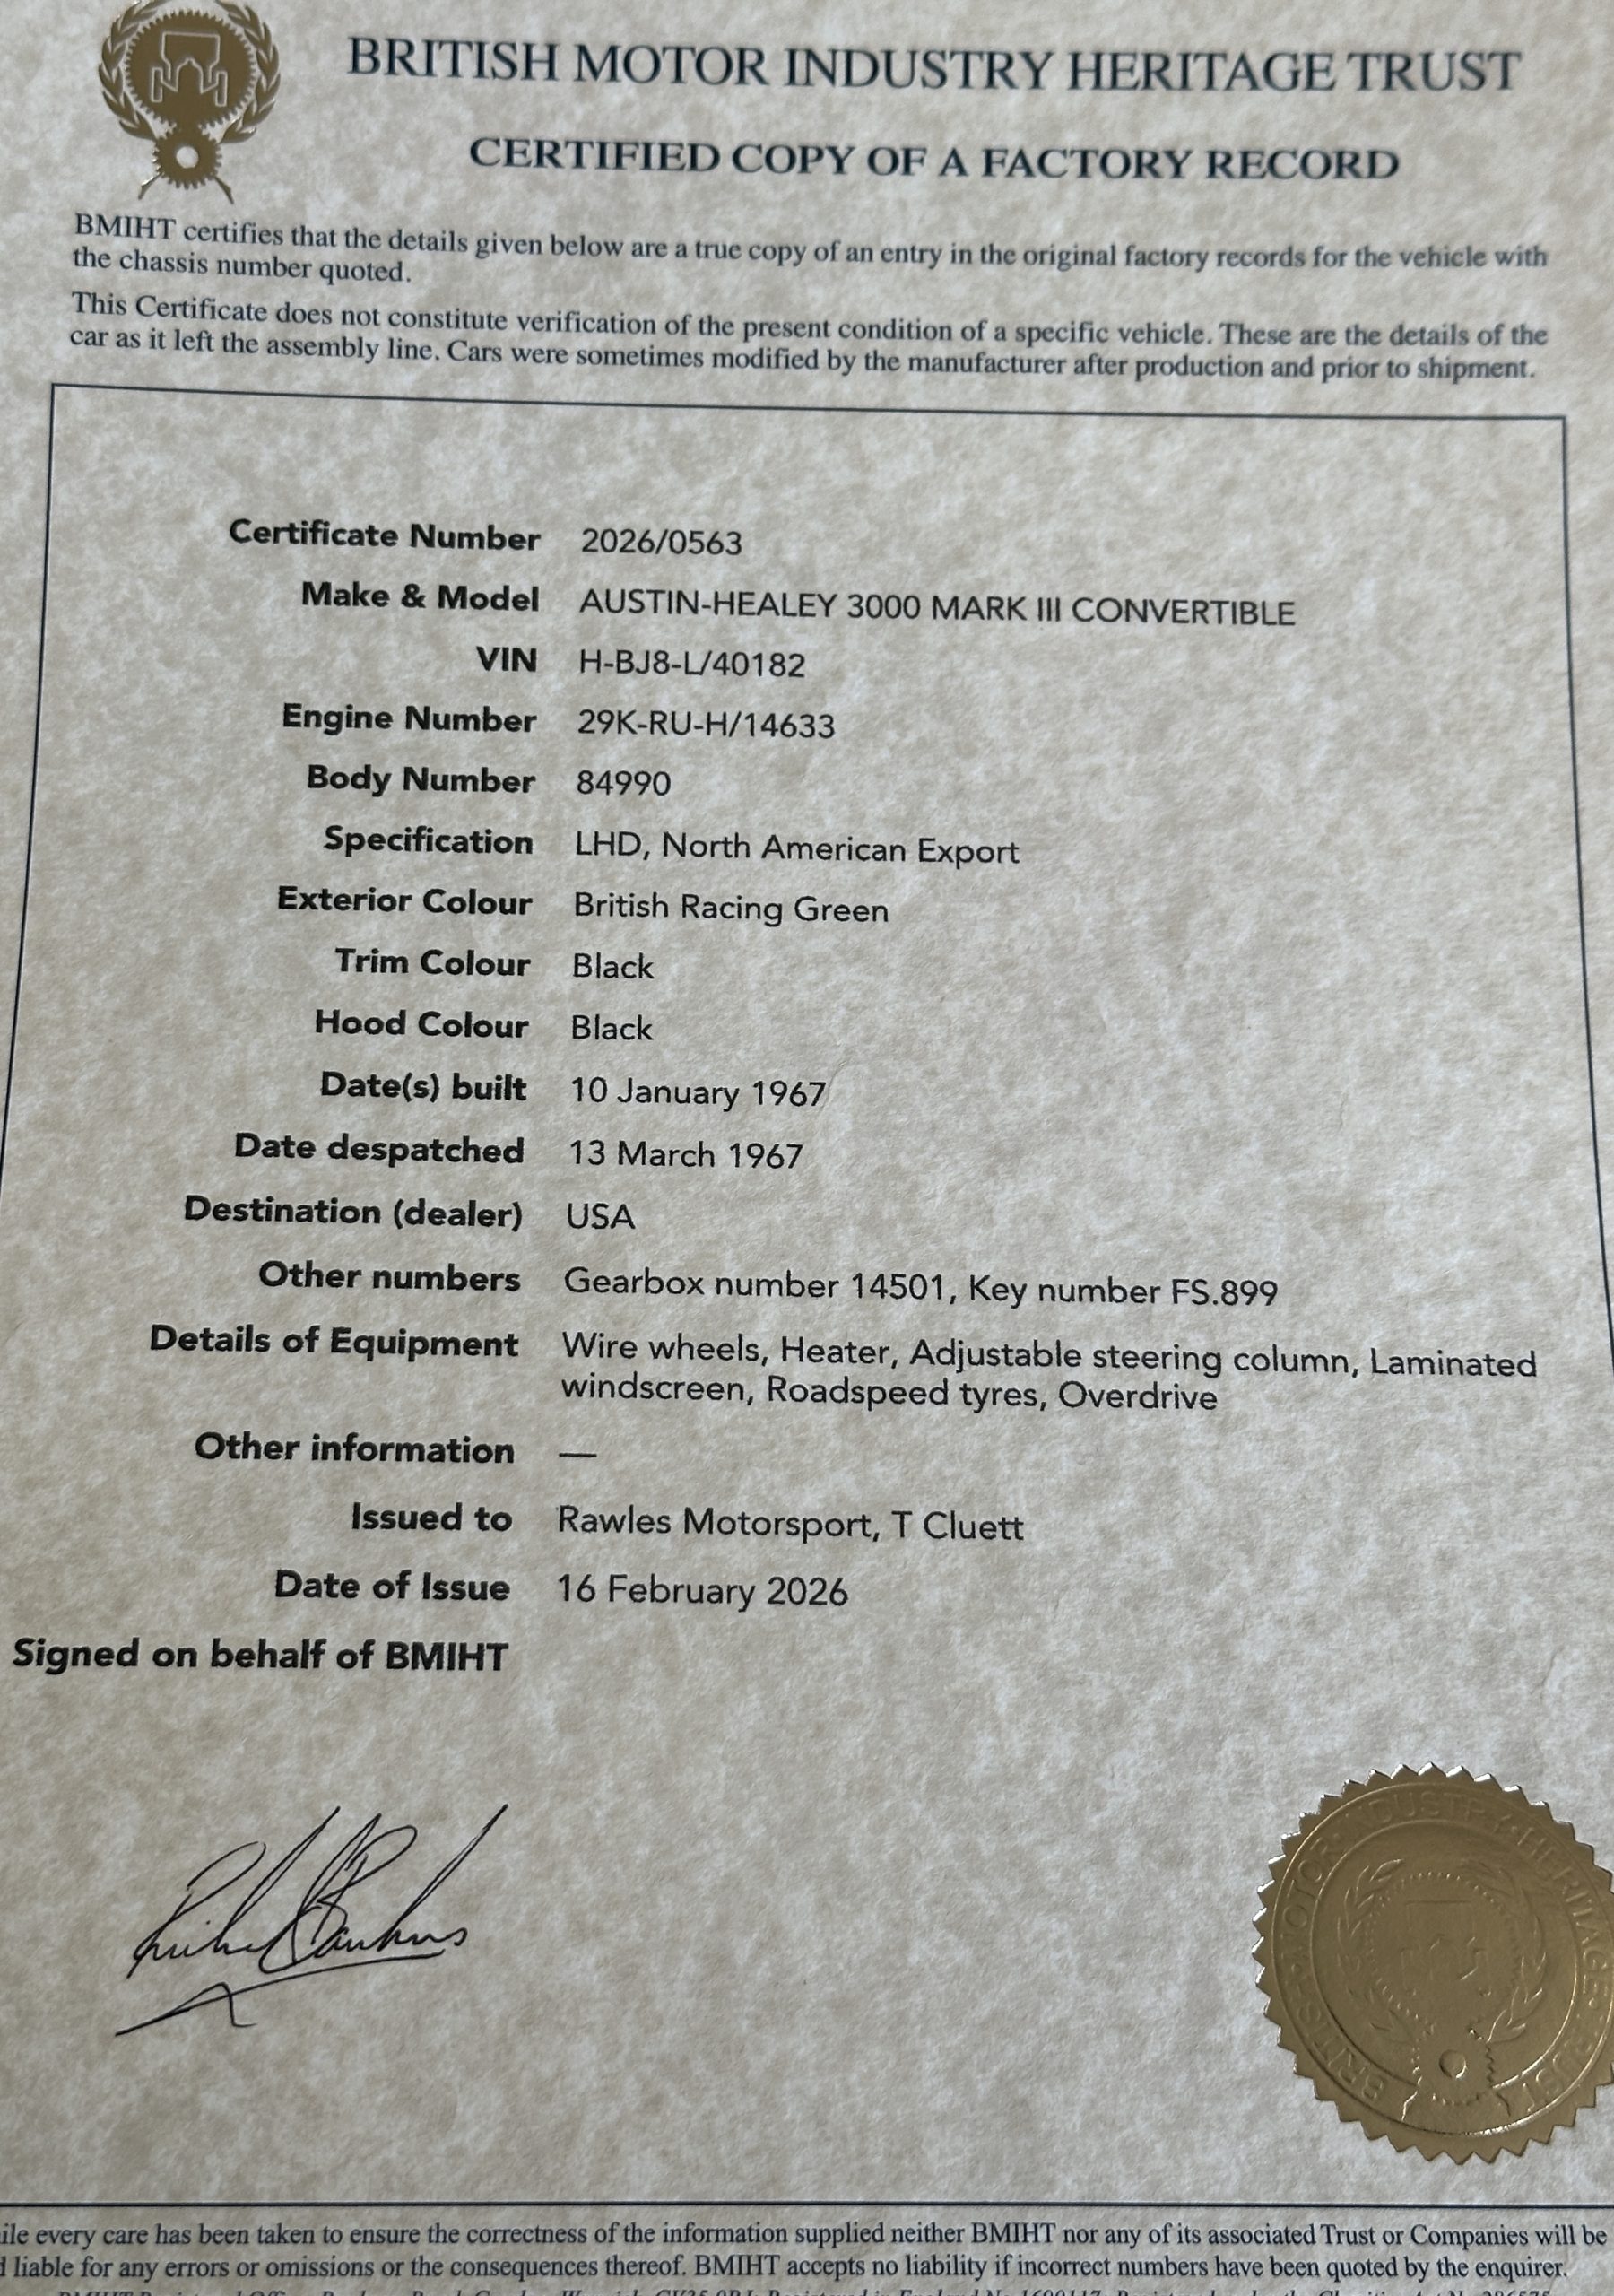 BRITISH MOTOR INDUSTRY HERITAGE TRUST
CERTIFIED COPY OF A FACTORY RECORD
BMIHT certifies that the details given below are a true copy of an entry in the original factory records for the vehicle with
the chassis number quoted.
This Certificate does not constitute verification of the present condition of a specific vehicle. These are the details of the
car as it left the assembly line. Cars were sometimes modified by the manufacturer after production and prior to shipment.
Certificate Number 2026/0563
Make & Model AUSTIN-HEALEY 3000 MARK III CONVERTIBLE
VIN H-BJ8-L/40182
Engine Number 29K-RU-H/14633
Body Number 84990
Specification LHD, North American Export
Exterior Colour British Racing Green
Trim Colour Black
Hood Colour Black
Date(s) built 10 January 1967
Date despatched 13 March 1967
Destination (dealer) USA
Other numbers Gearbox number 14501, Key number FS.899
Details of Equipment Wire wheels, Heater, Adjustable steering column, Laminated
windscreen, Roadspeed tyres, Overdrive
Other information —
Issued to Rawles Motorsport, T Cluett
Date of Issue 16 February 2026
Signed on behalf of BMIHT
BRITISH MOTOR INDUSTRY HERITAGE TRUST
every care has been taken to ensure the correctness of the information supplied neither BMIHT nor any of its associated Trust or Companies will be
liable for any errors or omissions or the consequences thereof. BMIHT accepts no liability if incorrect numbers have been quoted by the enquirer.